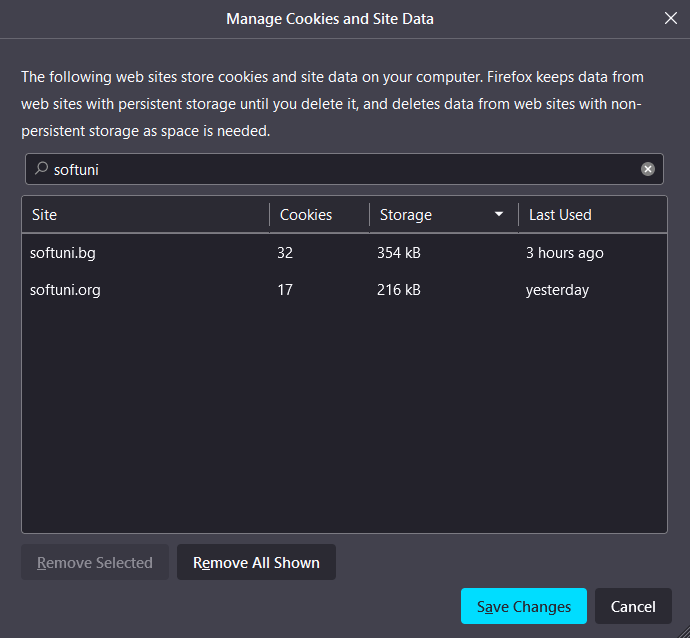 Manage Cookies and Site Data
The following web sites store cookies and site data on your computer. Firefox keeps data from
web sites with persistent storage until you delete it, and deletes data from web sites with non-
persistent storage as space is needed.
softuni
Site Cookies Storage Last Used
softuni.bg 32 354 kB 3 hours ago
softuni.org 17 216 kB yesterday
Remove Selected Remove All Shown
Save Changes Cancel